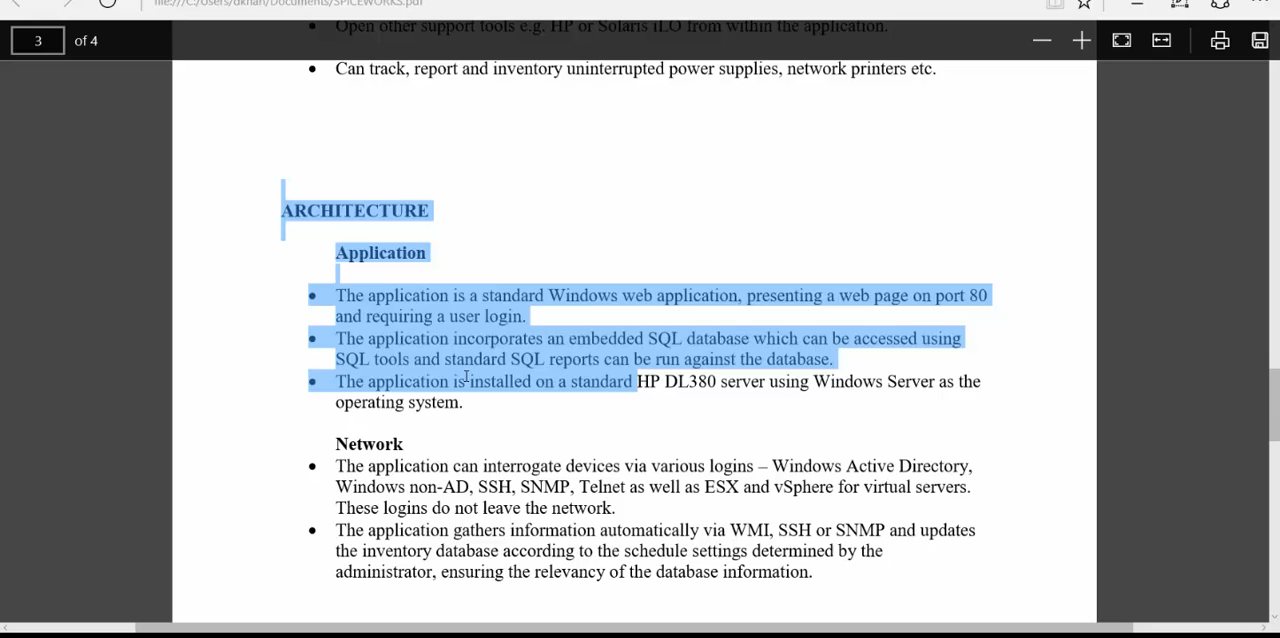 file:///C:/Users/dkhan/Documents/SPICEWORKS.pdf
• Open other support tools e.g. HP or Solaris iLO from within the application.
3 of 4
• Can track, report and inventory uninterrupted power supplies, network printers etc.
ARCHITECTURE
Application
• The application is a standard Windows web application, presenting a web page on port 80
and requiring a user login.
• The application incorporates an embedded SQL database which can be accessed using
SQL tools and standard SQL reports can be run against the database.
• The application is installed on a standard HP DL380 server using Windows Server as the
operating system.
Network
• The application can interrogate devices via various logins – Windows Active Directory,
Windows non-AD, SSH, SNMP, Telnet as well as ESX and vSphere for virtual servers.
These logins do not leave the network.
• The application gathers information automatically via WMI, SSH or SNMP and updates
the inventory database according to the schedule settings determined by the
administrator, ensuring the relevancy of the database information.